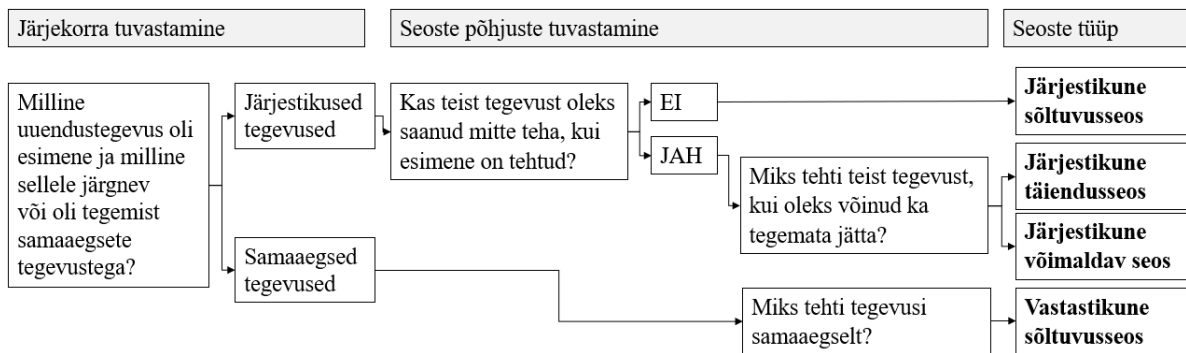 Järjekorra tuvastamine
Seoste põhjuste tuvastamine
Seoste tüüp
Milline
uuendustegevus oli
esimene ja milline
sellele järgnev
või oli tegemist
samaaegsete
tegevustega?
Järjestikused
tegevused
Samaaegsed
tegevused
Kas teist tegevust oleks
saanud mitte teha, kui
esimene on tehtud?
EI
JAH
Miks tehti teist tegevust,
kui oleks võinud ka
tegemata jätta?
Miks tehti tegevusi
samaaegselt?
Järjestikune
sõltuvusseos
Järjestikune
täiendusseos
Järjestikune
võimaldav seos
Vastastikune
sõltuvusseos